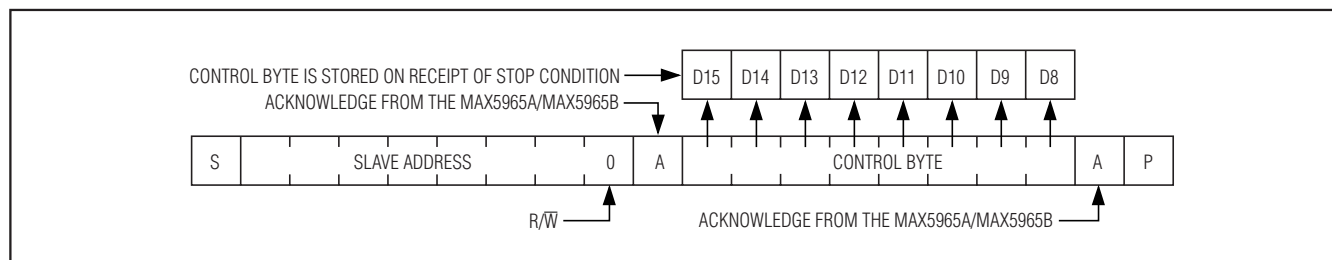 CONTROL BYTE IS STORED ON RECEIPT OF STOP CONDITION D15 D14 D13 D12 D11 D10 D9 D8
ACKNOWLEDGE FROM THE MAX5965A/MAX5965B
S SLAVE ADDRESS 0 A CONTROL BYTE A P
R/W̅ ACKNOWLEDGE FROM THE MAX5965A/MAX5965B